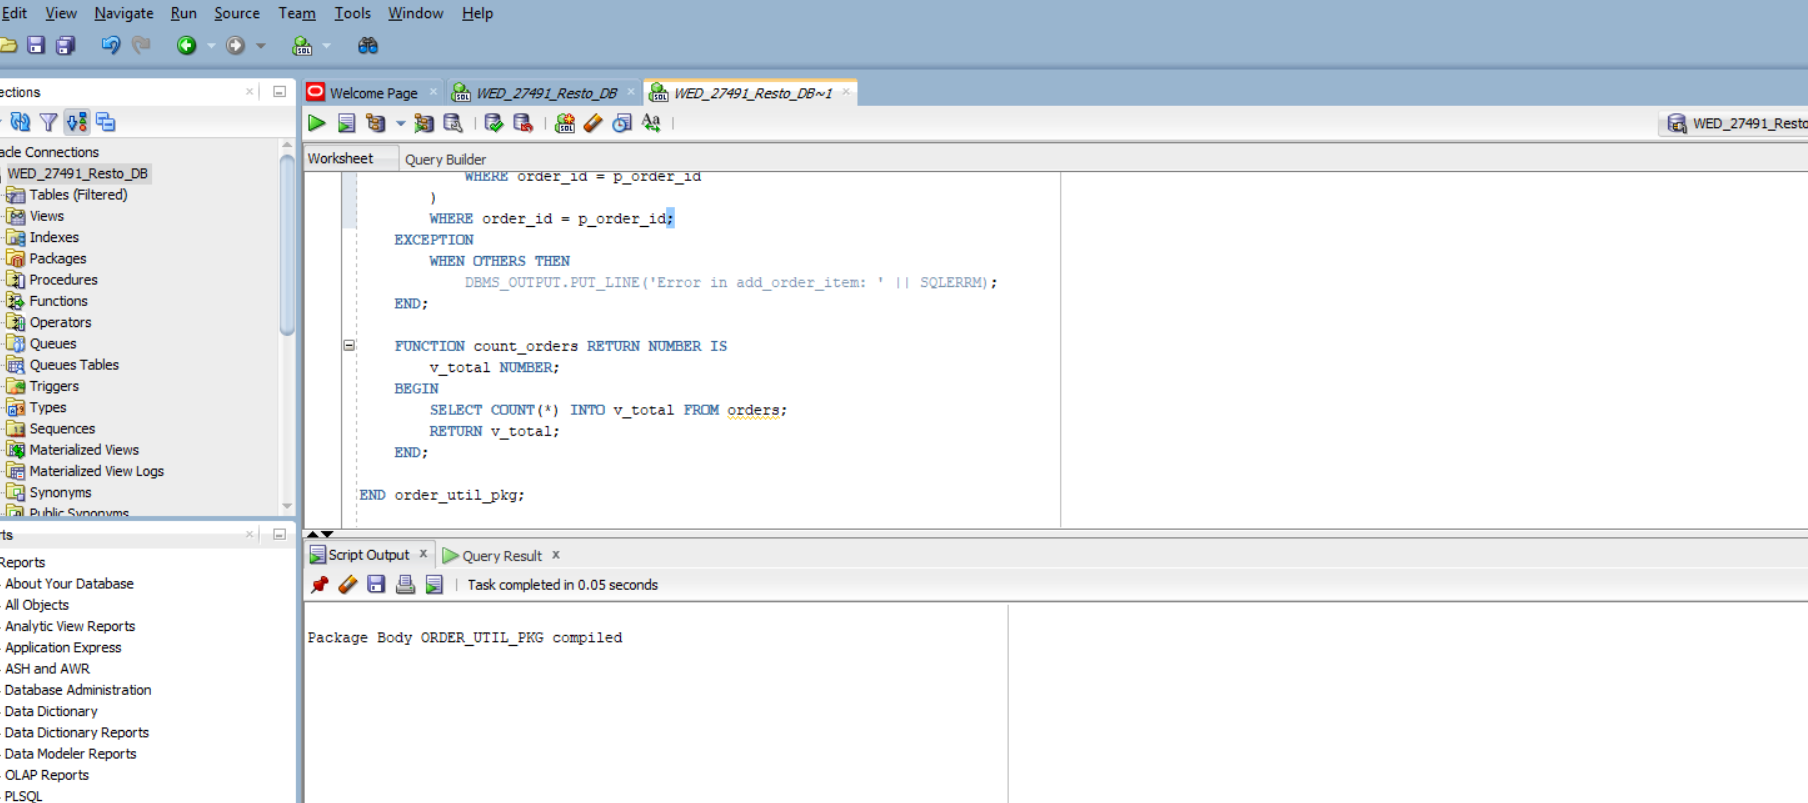 Edit View Navigate Run Source Team Tools Window Help
ections
Welcome Page
WED_27491_Resto_DB
WED_27491_Resto_DB~1
WED_27491_Resto
acle Connections
WED_27491_Resto_DB
Tables (Filtered)
Views
Indexes
Packages
Procedures
Functions
Operators
Queues
Queues Tables
Triggers
Types
Sequences
Materialized Views
Materialized View Logs
Synonyms
Public Synonyms
rts
Reports
About Your Database
All Objects
Analytic View Reports
Application Express
ASH and AWR
Database Administration
Data Dictionary
Data Dictionary Reports
Data Modeler Reports
OLAP Reports
PLSQL
Worksheet Query Builder
WHERE order_id = p_order_id
)
WHERE order_id = p_order_id;
EXCEPTION
WHEN OTHERS THEN
DBMS_OUTPUT.PUT_LINE('Error in add_order_item: ' || SQLERRM);
END;
FUNCTION count_orders RETURN NUMBER IS
v_total NUMBER;
BEGIN
SELECT COUNT(*) INTO v_total FROM orders;
RETURN v_total;
END;
END order_util_pkg;
Script Output x Query Result x
Task completed in 0.05 seconds
Package Body ORDER_UTIL_PKG compiled